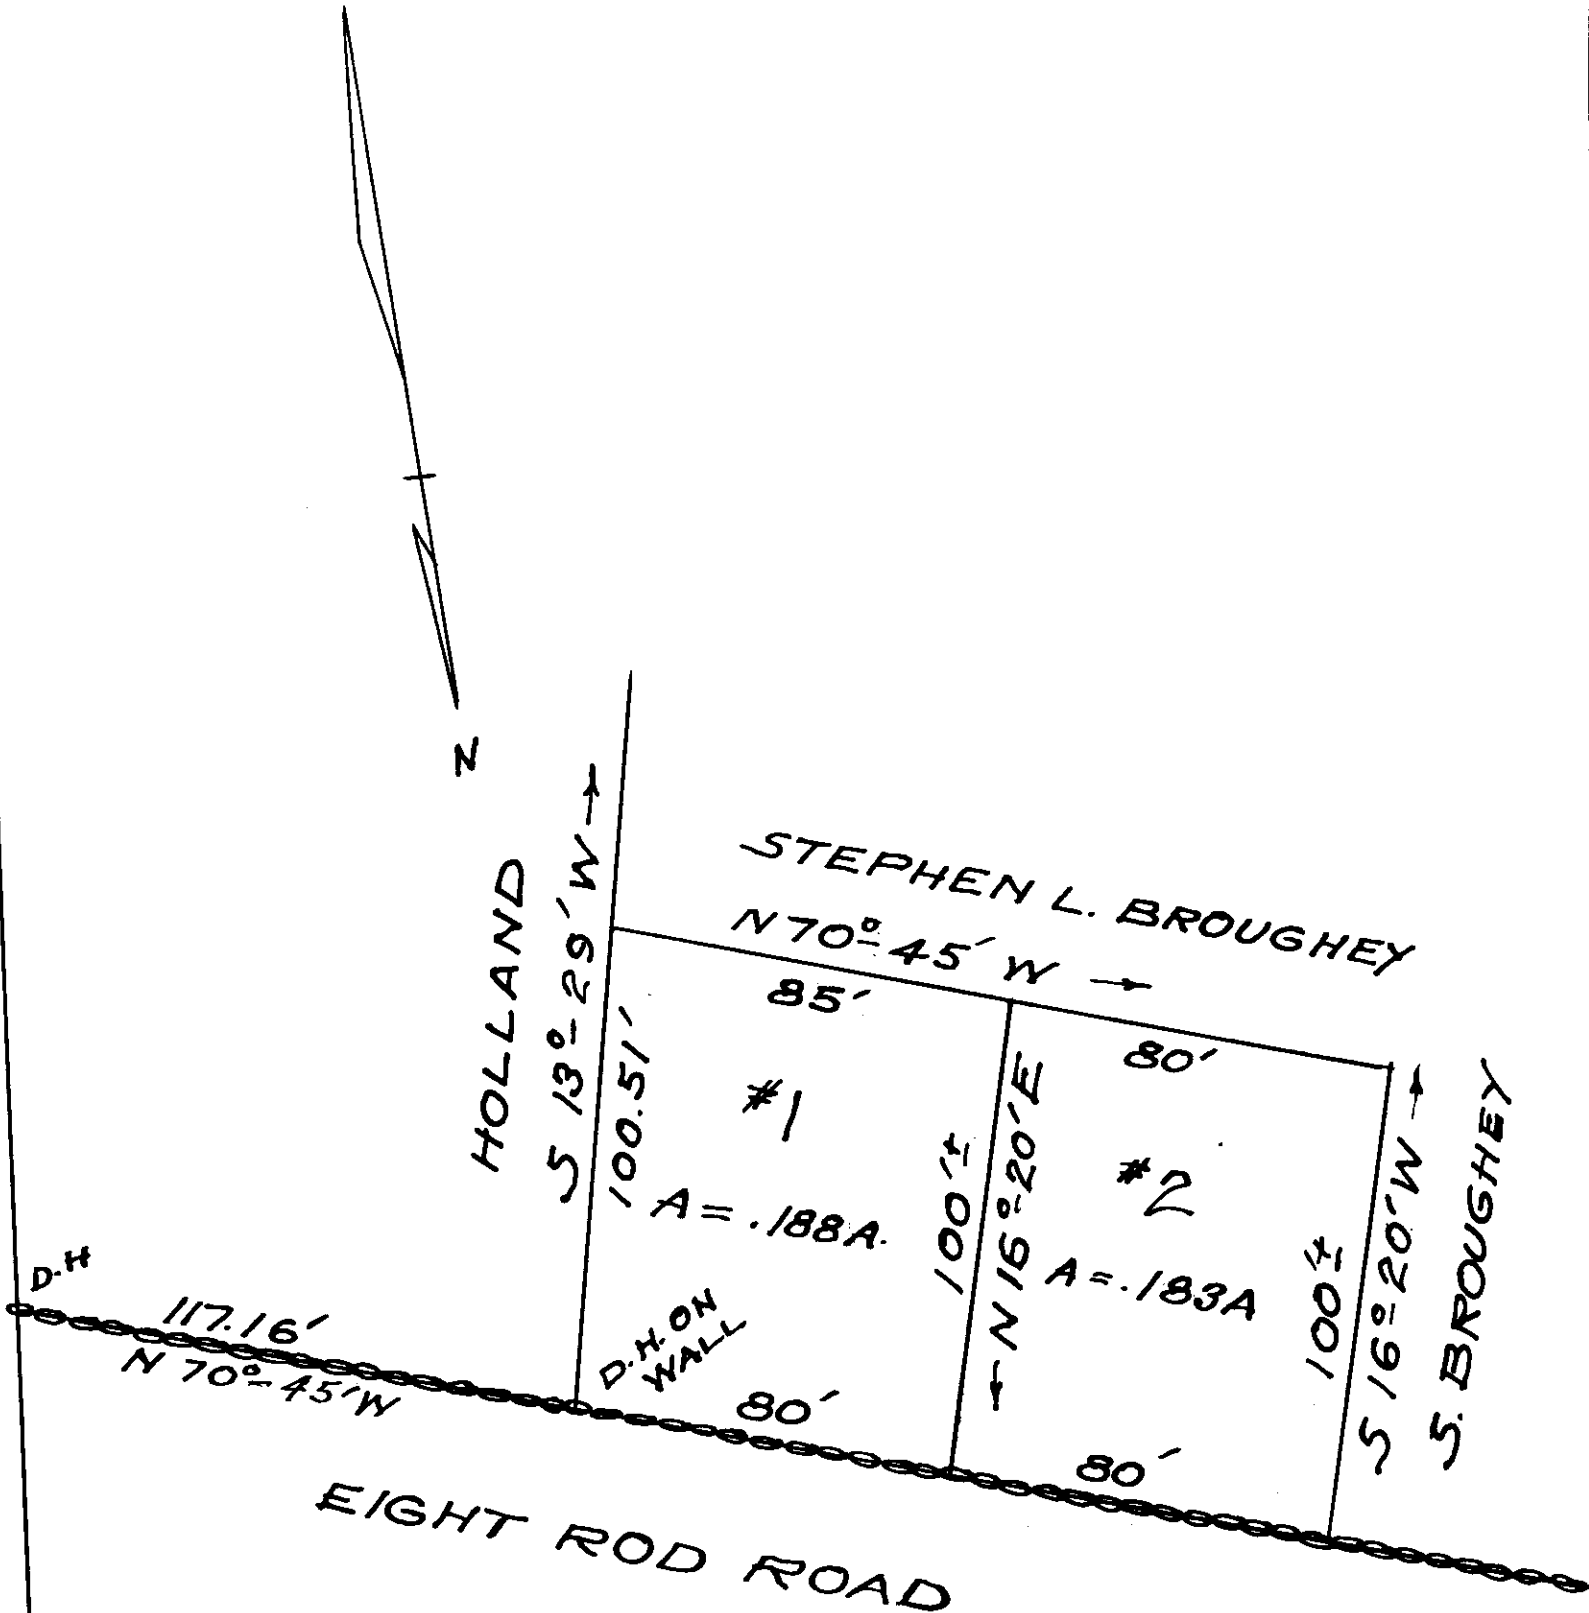 N
HOLLAND
S 13°-29' W →
100.51'
STEPHEN L. BROUGHEY
N 70°-45' W →
85'
80'
#1
A = .188A.
100'±
← N 16°-20' E
#2
A = .183A
100'±
S 16°-20' W →
S. BROUGHEY
D.H
117.16'
N 70°-45' W
D.H. ON
WALL
80'
80'
EIGHT ROD ROAD